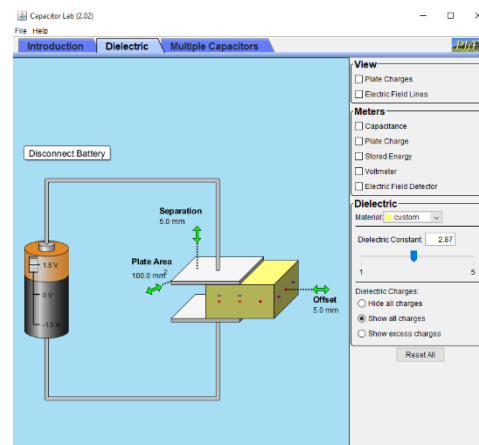 Capacitor Lab (2.02)
File Help
Introduction Dielectric Multiple Capacitors PhET
View
Plate Charges
Electric Field Lines
Meters
Capacitance
Plate Charge
Stored Energy
Voltmeter
Electric Field Detector
Disconnect Battery
Dielectric
Material: custom
Separation
5.0 mm
Dielectric Constant: 2.87
Plate Area
100.0 mm²
1.5 V
0 V
-1.5 V
1 5
Offset
5.0 mm
Dielectric Charges:
Hide all charges
Show all charges
Show excess charges
Reset All